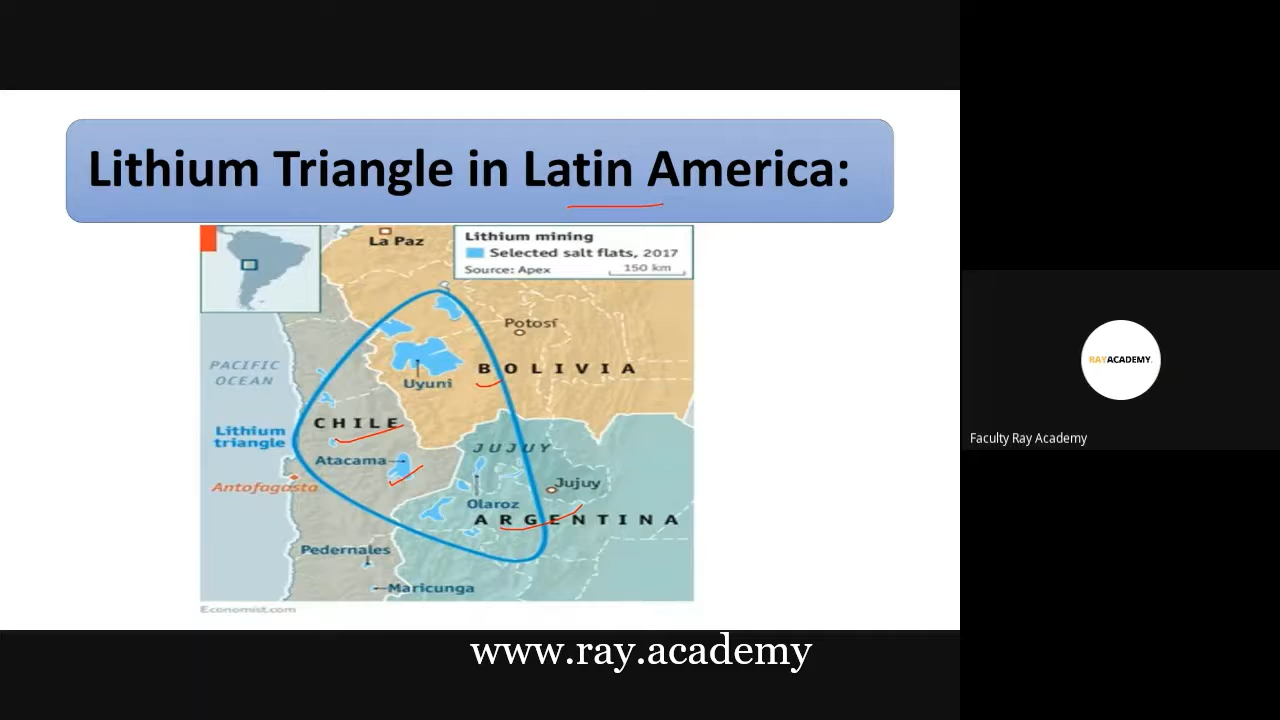 Lithium Triangle in Latin America:
La Paz
Lithium mining
Selected salt flats, 2017
Source: Apex
150 km
Potosí
PACIFIC
OCEAN
BOLIVIA
Uyuni
CHILE
Lithium
triangle
JUJUY
Atacama
Antofagasta
Jujuy
Olaroz
ARGENTINA
Pedernales
Maricunga
Economist.com
www.ray.academy
RAYACADEMY.
Faculty Ray Academy